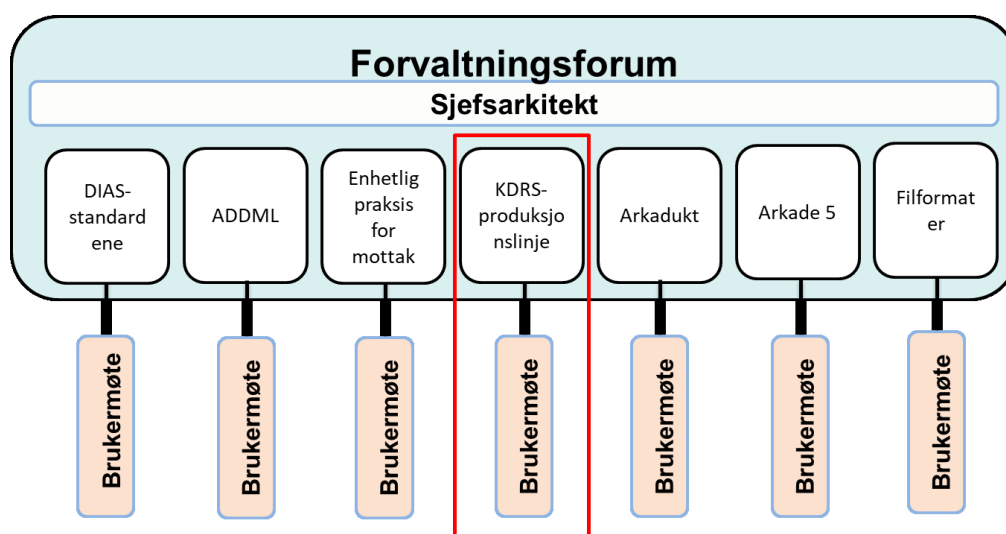 Forvaltningsforum
Sjefsarkitekt
DIAS-
standard
ene
ADDML
Enhetlig
praksis
for
mottak
KDRS-
produksjo
nslinje
Arkadukt
Arkade 5
Filformat
er
Brukermøte
Brukermøte
Brukermøte
Brukermøte
Brukermøte
Brukermøte
Brukermøte